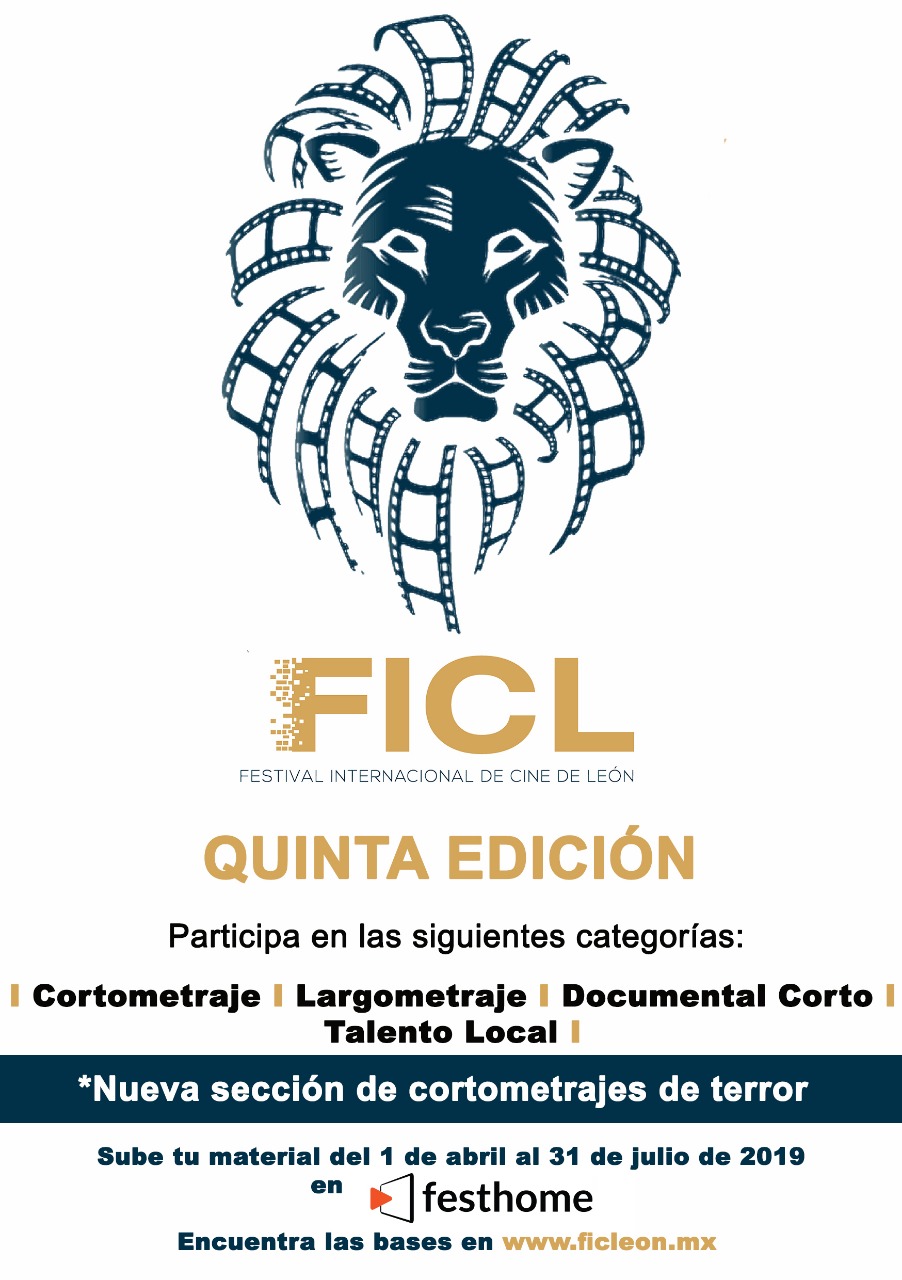 FICL
FESTIVAL INTERNACIONAL DE CINE DE LEÓN
QUINTA EDICIÓN
Participa en las siguientes categorías:
I Cortometraje I Largometraje I Documental Corto I
Talento Local I
*Nueva sección de cortometrajes de terror
Sube tu material del 1 de abril al 31 de julio de 2019
en festhome
Encuentra las bases en www.ficleon.mx